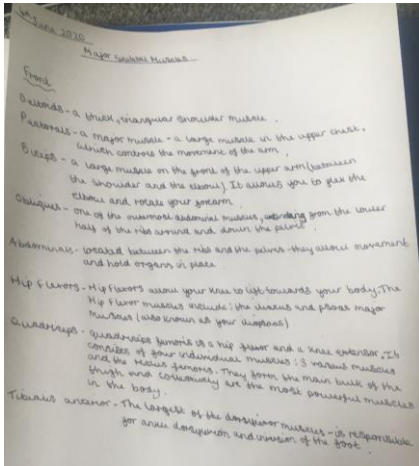 June 2020
Major Skeletal Muscles
Front
Deltoids - a thick, triangular shoulder muscle.
Pectorals - a major muscle - a large muscle in the upper chest,
which controls the movement of the arm.
Biceps - a large muscle on the front of the upper arm (between
the shoulder and the elbow). It allows you to flex the
elbow and rotate your forearm.
Obliques - one of the outermost abdominal muscles, extending from the lower
half of the ribs around and down the pelvis.
Abdominals - located between the ribs and the pelvis - they allow movement
and hold organs in place.
Hip flexors - Hip flexors allow your knee to lift towards your body. The
hip flexor muscles include: the iliacus and psoas major
muscles (also known as your iliopsoas)
Quadriceps - quadriceps femoris is a hip flexor and a knee extensor. It
consists of four individual muscles: 3 vastus muscles
and the rectus femoris. They form the main bulk of the
thigh and collectively are the most powerful muscles
in the body.
Tibialis anterior - The largest of the dorsiflexor muscles - is responsible
for ankle dorsiflexion and inversion of the foot.